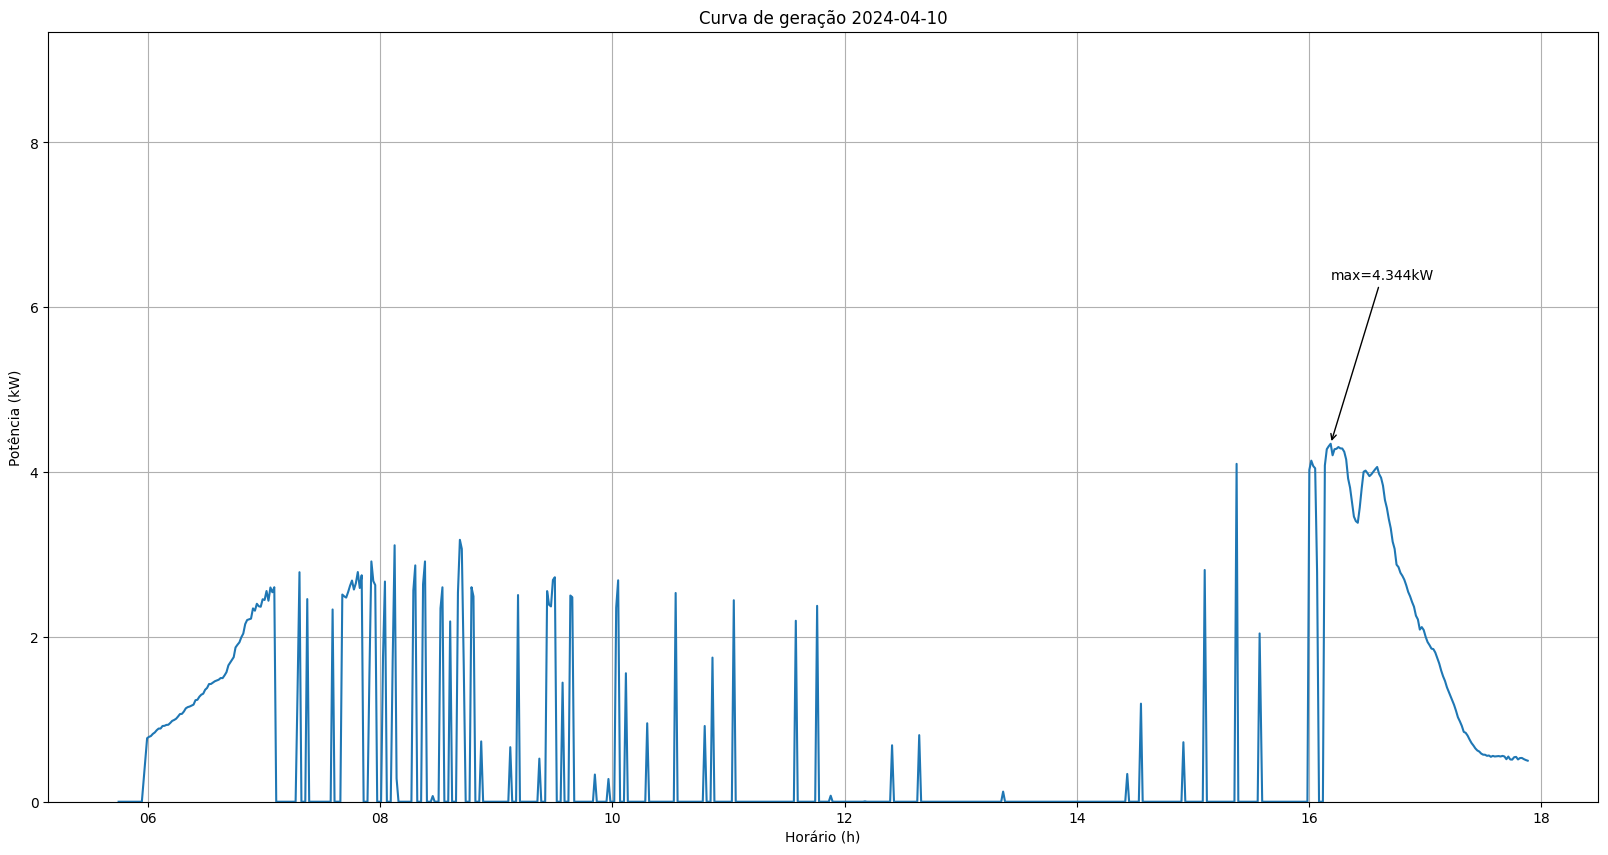 Curva de geração 2024-04-10
8
6
4
2
0
Potência (kW)
max=4.344kW
06 08 10 12 14 16 18
Horário (h)